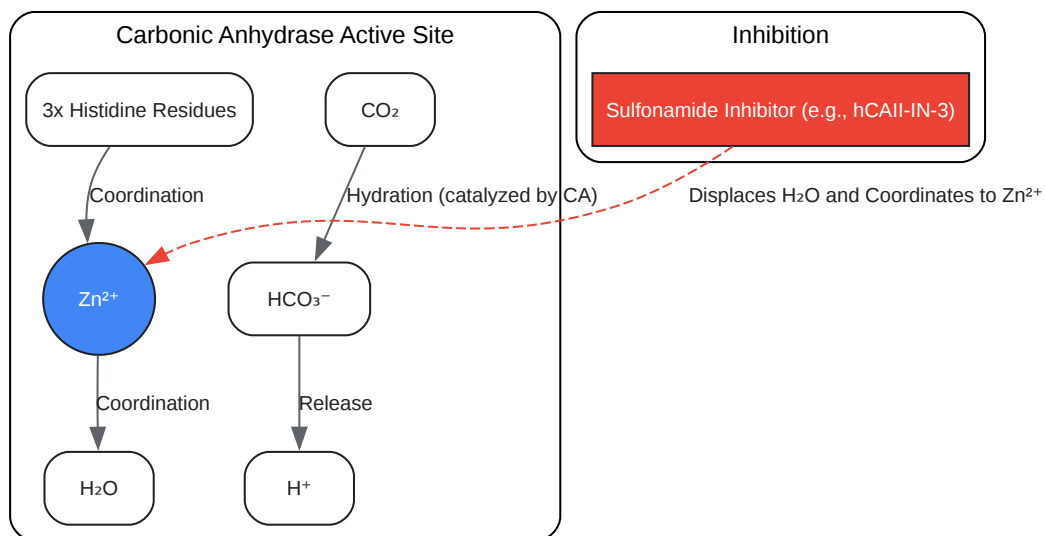 Carbonic Anhydrase Active Site
Inhibition
3x Histidine Residues
CO₂
Sulfonamide Inhibitor (e.g., hCAII-IN-3)
Coordination
Hydration (catalyzed by CA)
Displaces H₂O and Coordinates to Zn²⁺
Zn²⁺
HCO₃⁻
Coordination
Release
H₂O
H⁺